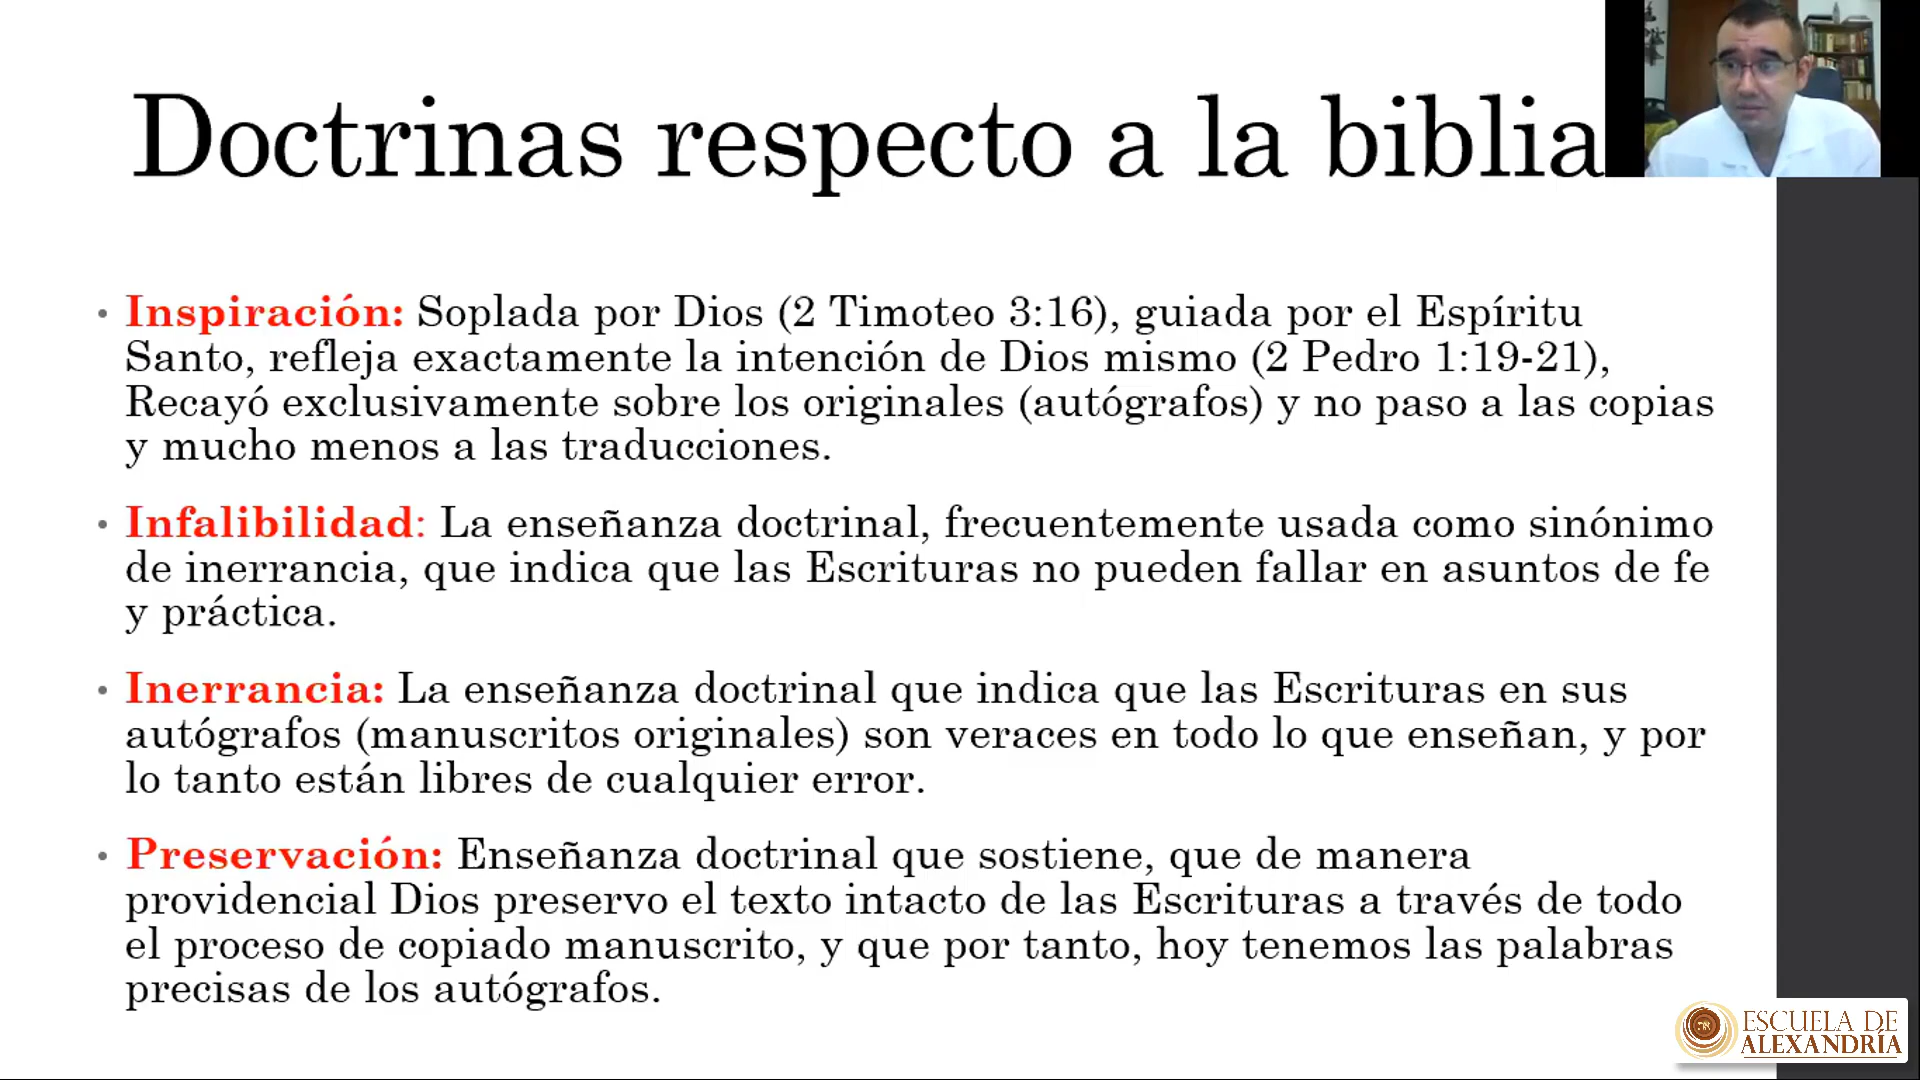 Doctrinas respecto a la biblia
• Inspiración: Soplada por Dios (2 Timoteo 3:16), guiada por el Espíritu
Santo, refleja exactamente la intención de Dios mismo (2 Pedro 1:19-21),
Recayó exclusivamente sobre los originales (autógrafos) y no paso a las copias
y mucho menos a las traducciones.
• Infalibilidad: La enseñanza doctrinal, frecuentemente usada como sinónimo
de inerrancia, que indica que las Escrituras no pueden fallar en asuntos de fe
y práctica.
• Inerrancia: La enseñanza doctrinal que indica que las Escrituras en sus
autógrafos (manuscritos originales) son veraces en todo lo que enseñan, y por
lo tanto están libres de cualquier error.
• Preservación: Enseñanza doctrinal que sostiene, que de manera
providencial Dios preservo el texto intacto de las Escrituras a través de todo
el proceso de copiado manuscrito, y que por tanto, hoy tenemos las palabras
precisas de los autógrafos.
ESCUELA DE
ALEXANDRÍA